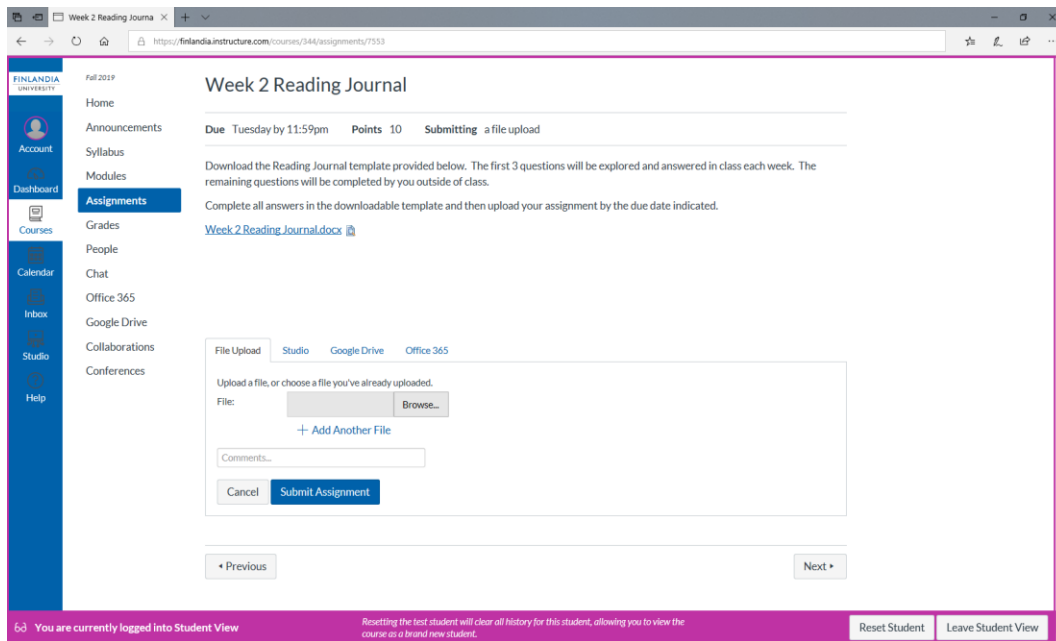 Week 2 Reading Journa
https://finlandia.instructure.com/courses/344/assignments/7553
FINLANDIA
UNIVERSITY
Account
Dashboard
Courses
Calendar
Inbox
Studio
Help
Fall 2019
Home
Announcements
Syllabus
Modules
Assignments
Grades
People
Chat
Office 365
Google Drive
Collaborations
Conferences
Week 2 Reading Journal
Due Tuesday by 11:59pm Points 10 Submitting a file upload
Download the Reading Journal template provided below. The first 3 questions will be explored and answered in class each week. The
remaining questions will be completed by you outside of class.
Complete all answers in the downloadable template and then upload your assignment by the due date indicated.
Week 2 Reading Journal.docx
File Upload Studio Google Drive Office 365
Upload a file, or choose a file you've already uploaded.
File: Browse...
+ Add Another File
Comments...
Cancel Submit Assignment
Previous Next
You are currently logged into Student View
Resetting the test student will clear all history for this student, allowing you to view the
course as a brand new student.
Reset Student Leave Student View